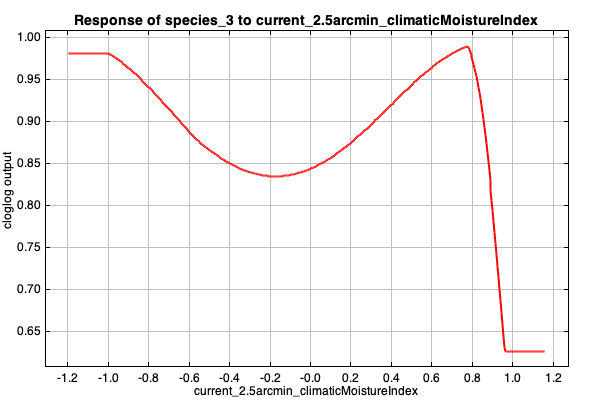 Response of species_3 to current_2.5arcmin_climaticMoistureIndex
1.00
0.95
0.90
0.85
0.80
0.75
0.70
0.65
cloglog output
-1.2 -1.0 -0.8 -0.6 -0.4 -0.2 -0.0 0.2 0.4 0.6 0.8 1.0 1.2
current_2.5arcmin_climaticMoistureIndex